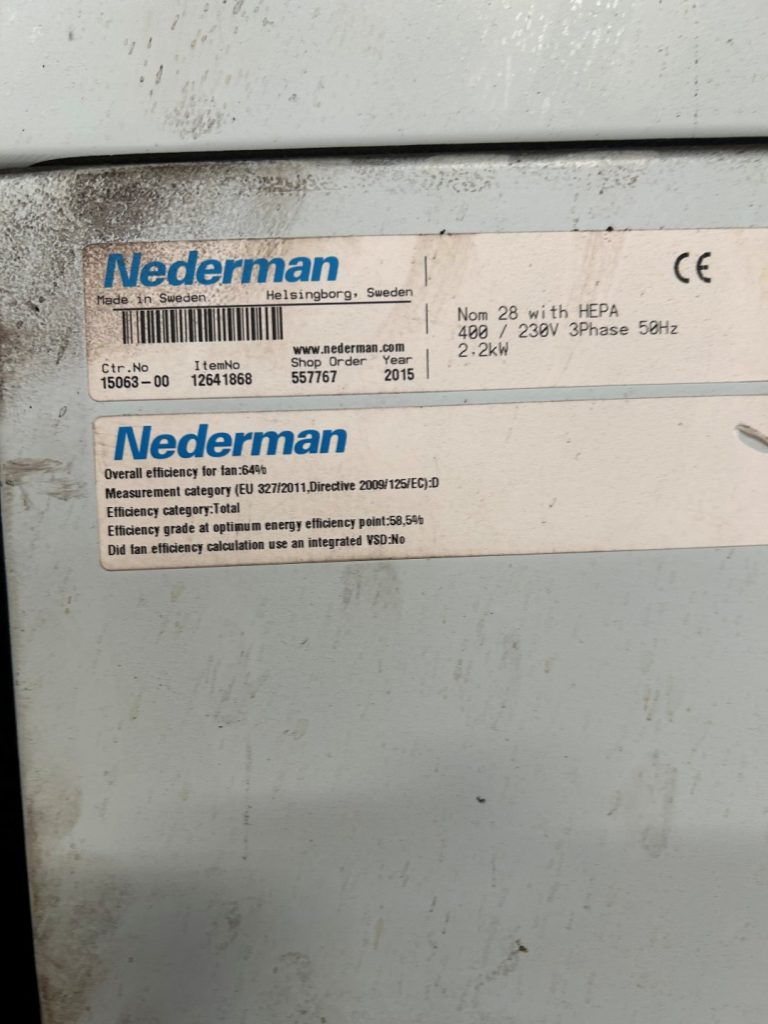 Nederman
Made in Sweden Helsingborg, Sweden
www.nederman.com
Ctr.No ItemNo Shop Order Year
15063-00 12641868 557767 2015
CE
Nom 28 with HEPA
400 / 230V 3Phase 50Hz
2.2kW
Nederman
Overall efficiency for fan:64%
Measurement category (EU 327/2011,Directive 2009/125/EC):D
Efficiency category:Total
Efficiency grade at optimum energy efficiency point:58,5%
Did fan efficiency calculation use an integrated VSD:No